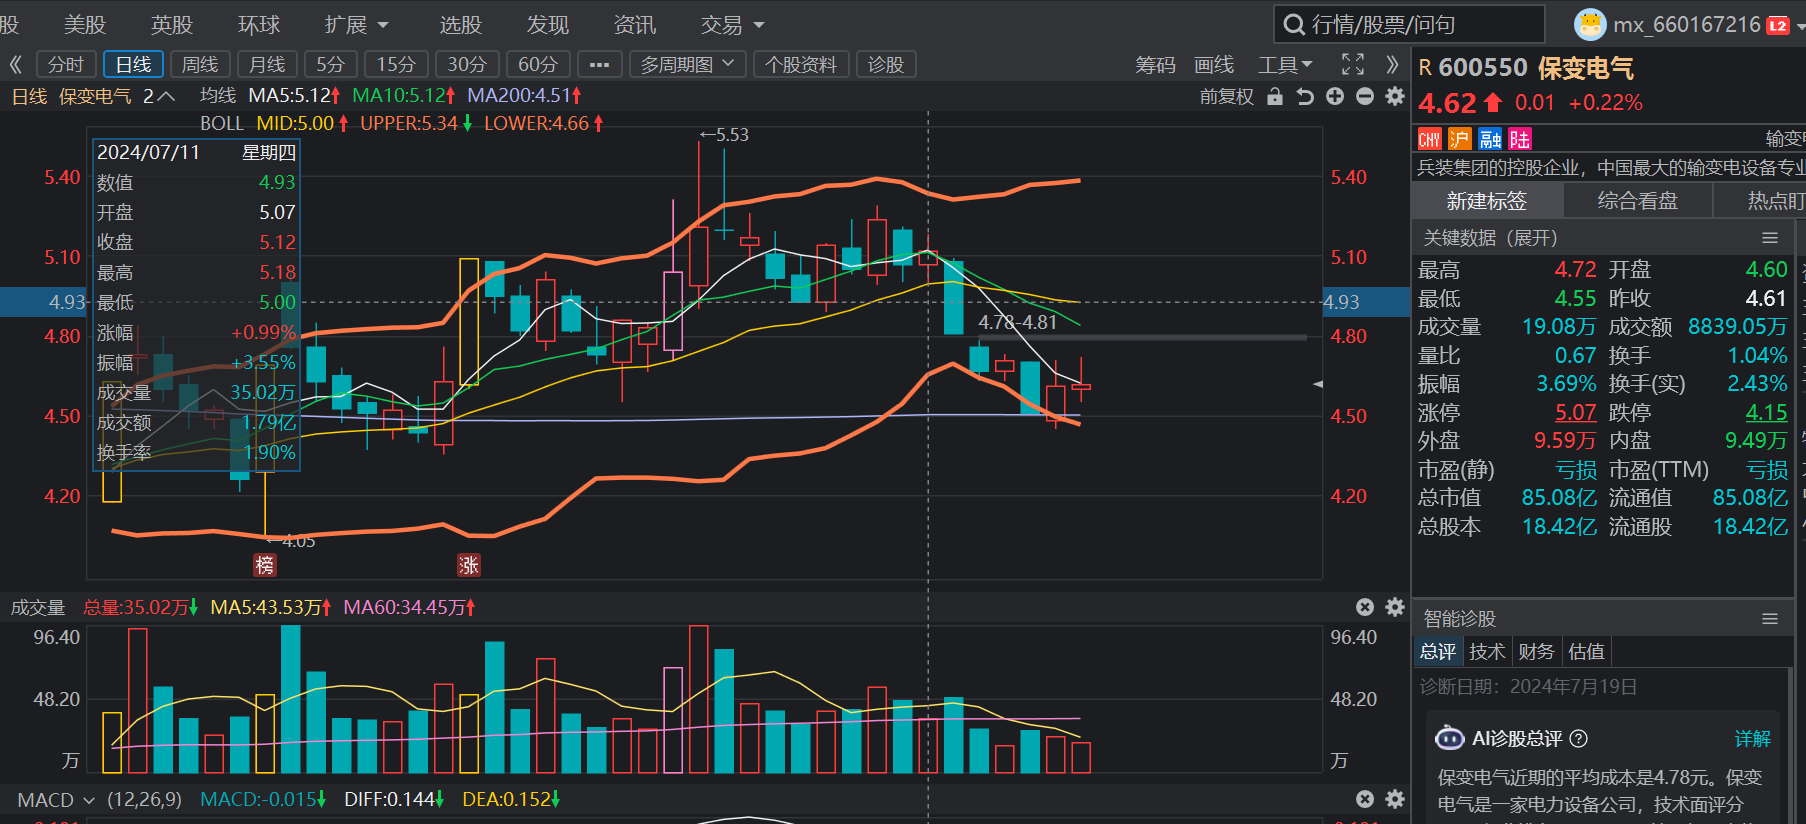 股 美股 英股 环球 扩展 选股 发现 资讯 交易 行情/股票/问句 mx_660167216 L2
分时 日线 周线 月线 5分 15分 30分 60分 ... 多周期图 个股资料 诊股 筹码 画线 工具
日线 保变电气 2 均线 MA5:5.12↑ MA10:5.12↑ MA200:4.51↑ 前复权
BOLL MID:5.00↑ UPPER:5.34↓ LOWER:4.66↑
2024/07/11 星期四
数值 4.93
开盘 5.07
收盘 5.12
最高 5.18
最低 5.00
涨幅 +0.99%
振幅 +3.55%
成交量 35.02万
成交额 1.79亿
换手率 1.90%
5.40
5.10
4.93
4.80
4.50
4.20
←5.53
4.78-4.81
←4.05
榜
涨
5.40
5.10
4.93
4.80
4.50
4.20
成交量 总量:35.02万↓ MA5:43.53万↑ MA60:34.45万↑
96.40
48.20
万
96.40
48.20
万
MACD (12,26,9) MACD:-0.015↓ DIFF:0.144↓ DEA:0.152↓
R 600550 保变电气
4.62 0.01 +0.22%
CNY 沪 融 陆 输变
兵装集团的控股企业，中国最大的输变电设备专业
新建标签 综合看盘 热点盯
关键数据（展开）
最高 4.72 开盘 4.60
最低 4.55 昨收 4.61
成交量 19.08万 成交额 8839.05万
量比 0.67 换手 1.04%
振幅 3.69% 换手(实) 2.43%
涨停 5.07 跌停 4.15
外盘 9.59万 内盘 9.49万
市盈(静) 亏损 市盈(TTM) 亏损
总市值 85.08亿 流通值 85.08亿
总股本 18.42亿 流通股 18.42亿
智能诊股
总评 技术 财务 估值
诊断日期：2024年7月19日
AI诊股总评 ? 详解
保变电气近期的平均成本是4.78元。保变
电气是一家电力设备公司，技术面评分